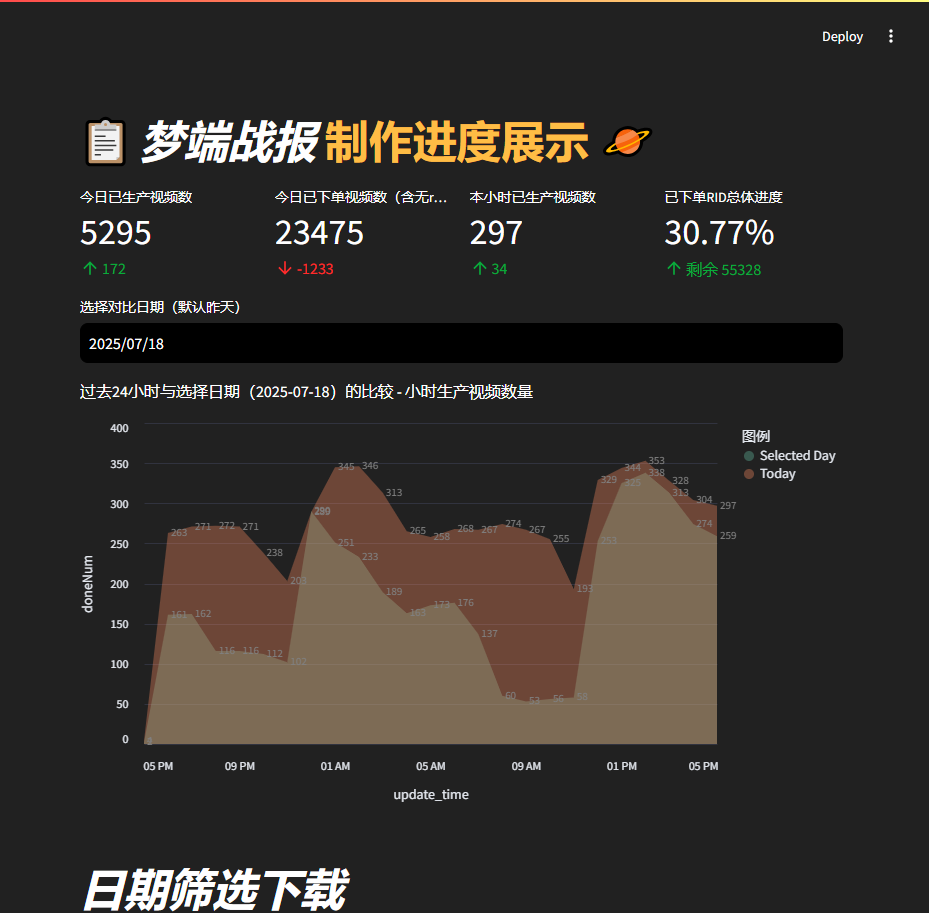 Deploy
梦端战报 制作进度展示
今日已生产视频数
5295
172
今日已下单视频数（含无r...
23475
-1233
本小时已生产视频数
297
34
已下单RID总体进度
30.77%
剩余 55328
选择对比日期（默认昨天）
2025/07/18
过去24小时与选择日期（2025-07-18）的比较 - 小时生产视频数量
图例
Selected Day
Today
doneNum
400
350
300
250
200
150
100
50
0
263 271 272 271 238 203 289 345 346 313 265 258 268 267 274 267 255 193 329 344 353 328 304 297
161 162 116 116 112 102 251 233 189 163 173 176 137 60 53 56 58 253 325 338 313 274 259
05 PM 09 PM 01 AM 05 AM 09 AM 01 PM 05 PM
update_time
日期筛选下载